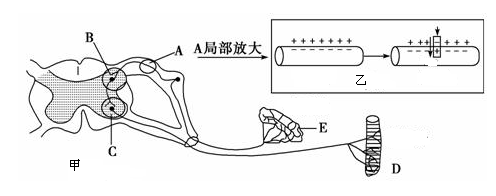 B
A
A局部放大
+ + + + + + +
- - - - - - -
+++ + ++
乙
甲
C
E
D